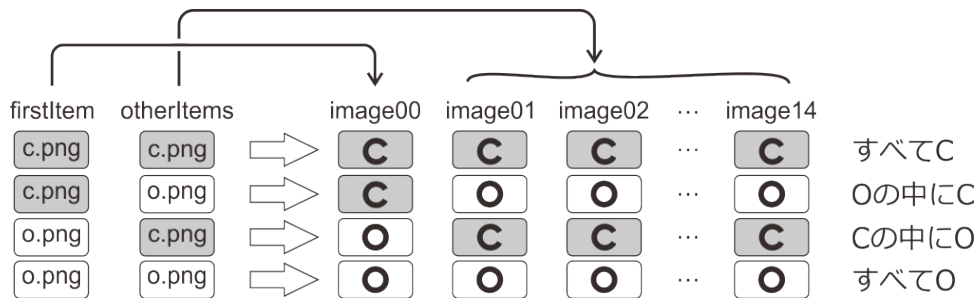 firstItem otherItems image00 image01 image02 … image14
c.png c.png C C C … C すべてC
c.png o.png C O O … O Oの中にC
o.png c.png O C C … C Cの中にO
o.png o.png O O O … O すべてO